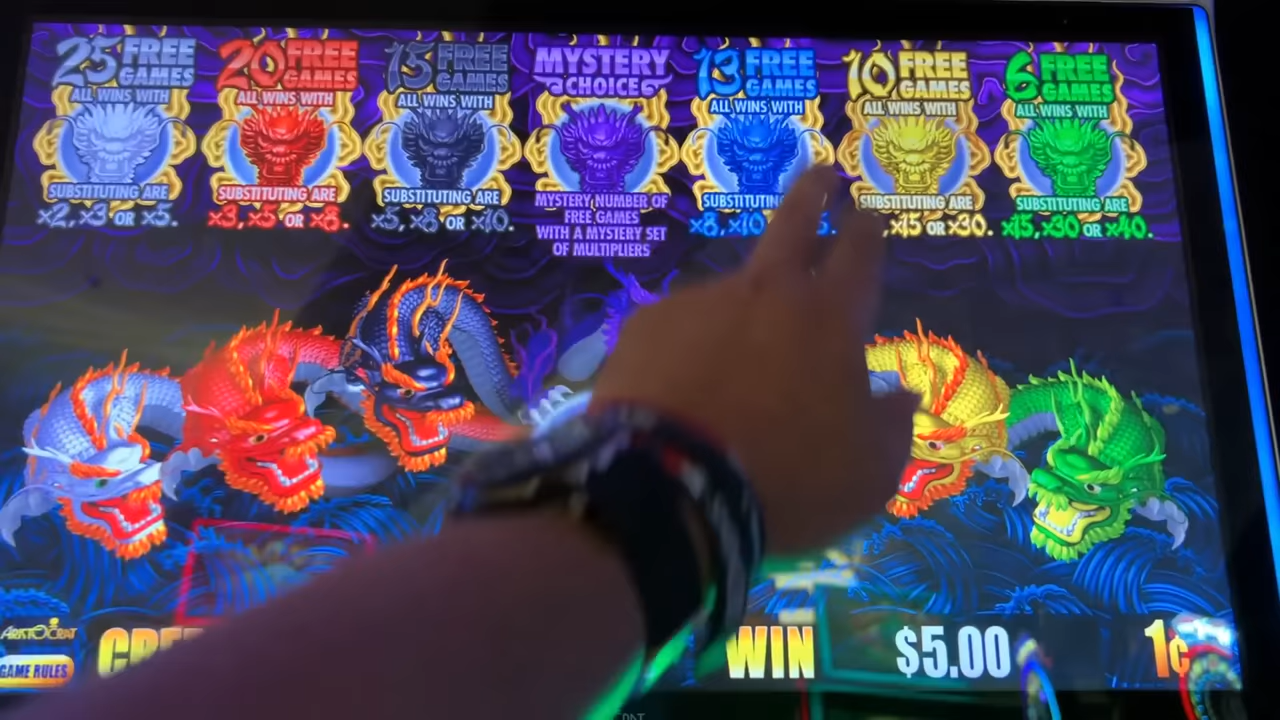 25 FREE GAMES
ALL WINS WITH
SUBSTITUTING ARE
x2, x3 OR x5.
20 FREE GAMES
ALL WINS WITH
SUBSTITUTING ARE
x3, x5 OR x8.
15 FREE GAMES
ALL WINS WITH
SUBSTITUTING ARE
x5, x8 OR x10.
MYSTERY
CHOICE
MYSTERY NUMBER OF
FREE GAMES
WITH A MYSTERY SET
OF MULTIPLIERS
13 FREE GAMES
ALL WINS WITH
x8, x10
10 FREE GAMES
ALL WINS WITH
SUBSTITUTING ARE
x15 OR x30.
6 FREE GAMES
ALL WINS WITH
SUBSTITUTING ARE
x15, x30 OR x40.
ARISTOCRAT
GAME RULES
WIN $5.00 1¢